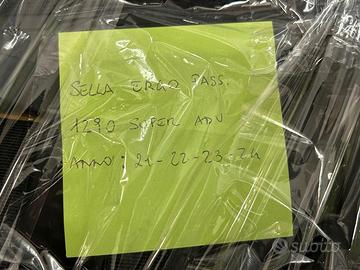 SELLA ERGO PASS.
1290 SUPER ADV
ANNO: 21-22-23-24
subito